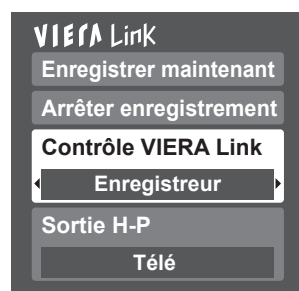 VIERA Link
Enregistrer maintenant
Arrêter enregistrement
Contrôle VIERA Link
Enregistreur
Sortie H-P
Télé